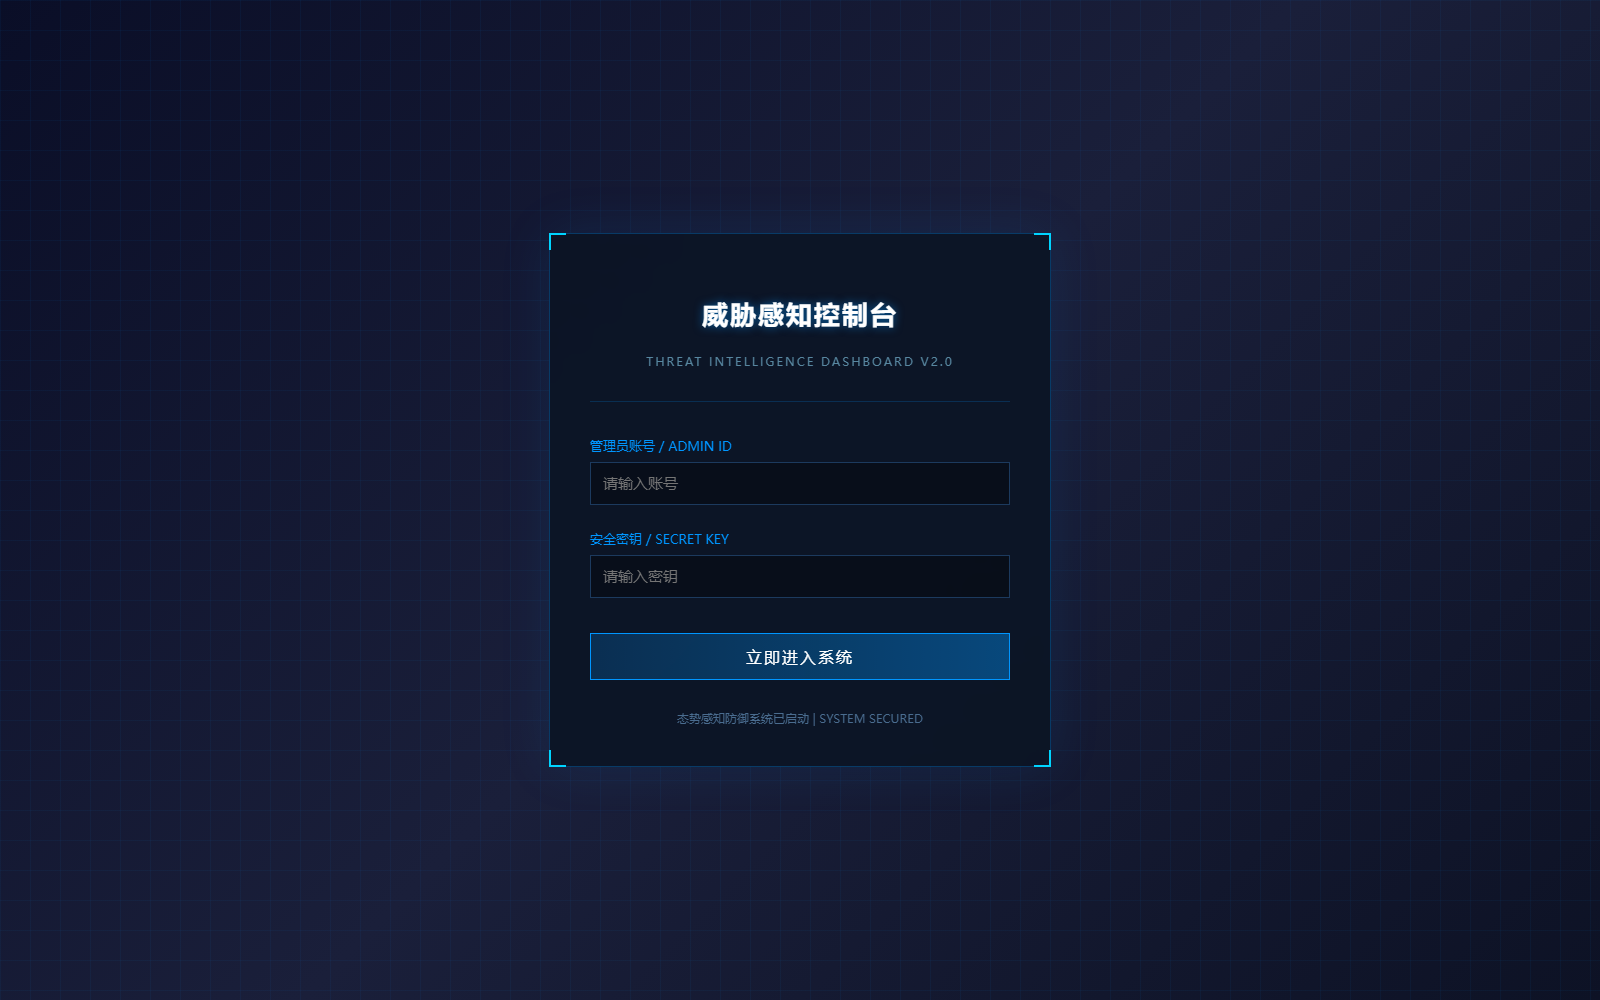 威胁感知控制台
THREAT INTELLIGENCE DASHBOARD V2.0
管理员账号 / ADMIN ID
请输入账号
安全密钥 / SECRET KEY
请输入密钥
立即进入系统
态势感知防御系统已启动 | SYSTEM SECURED